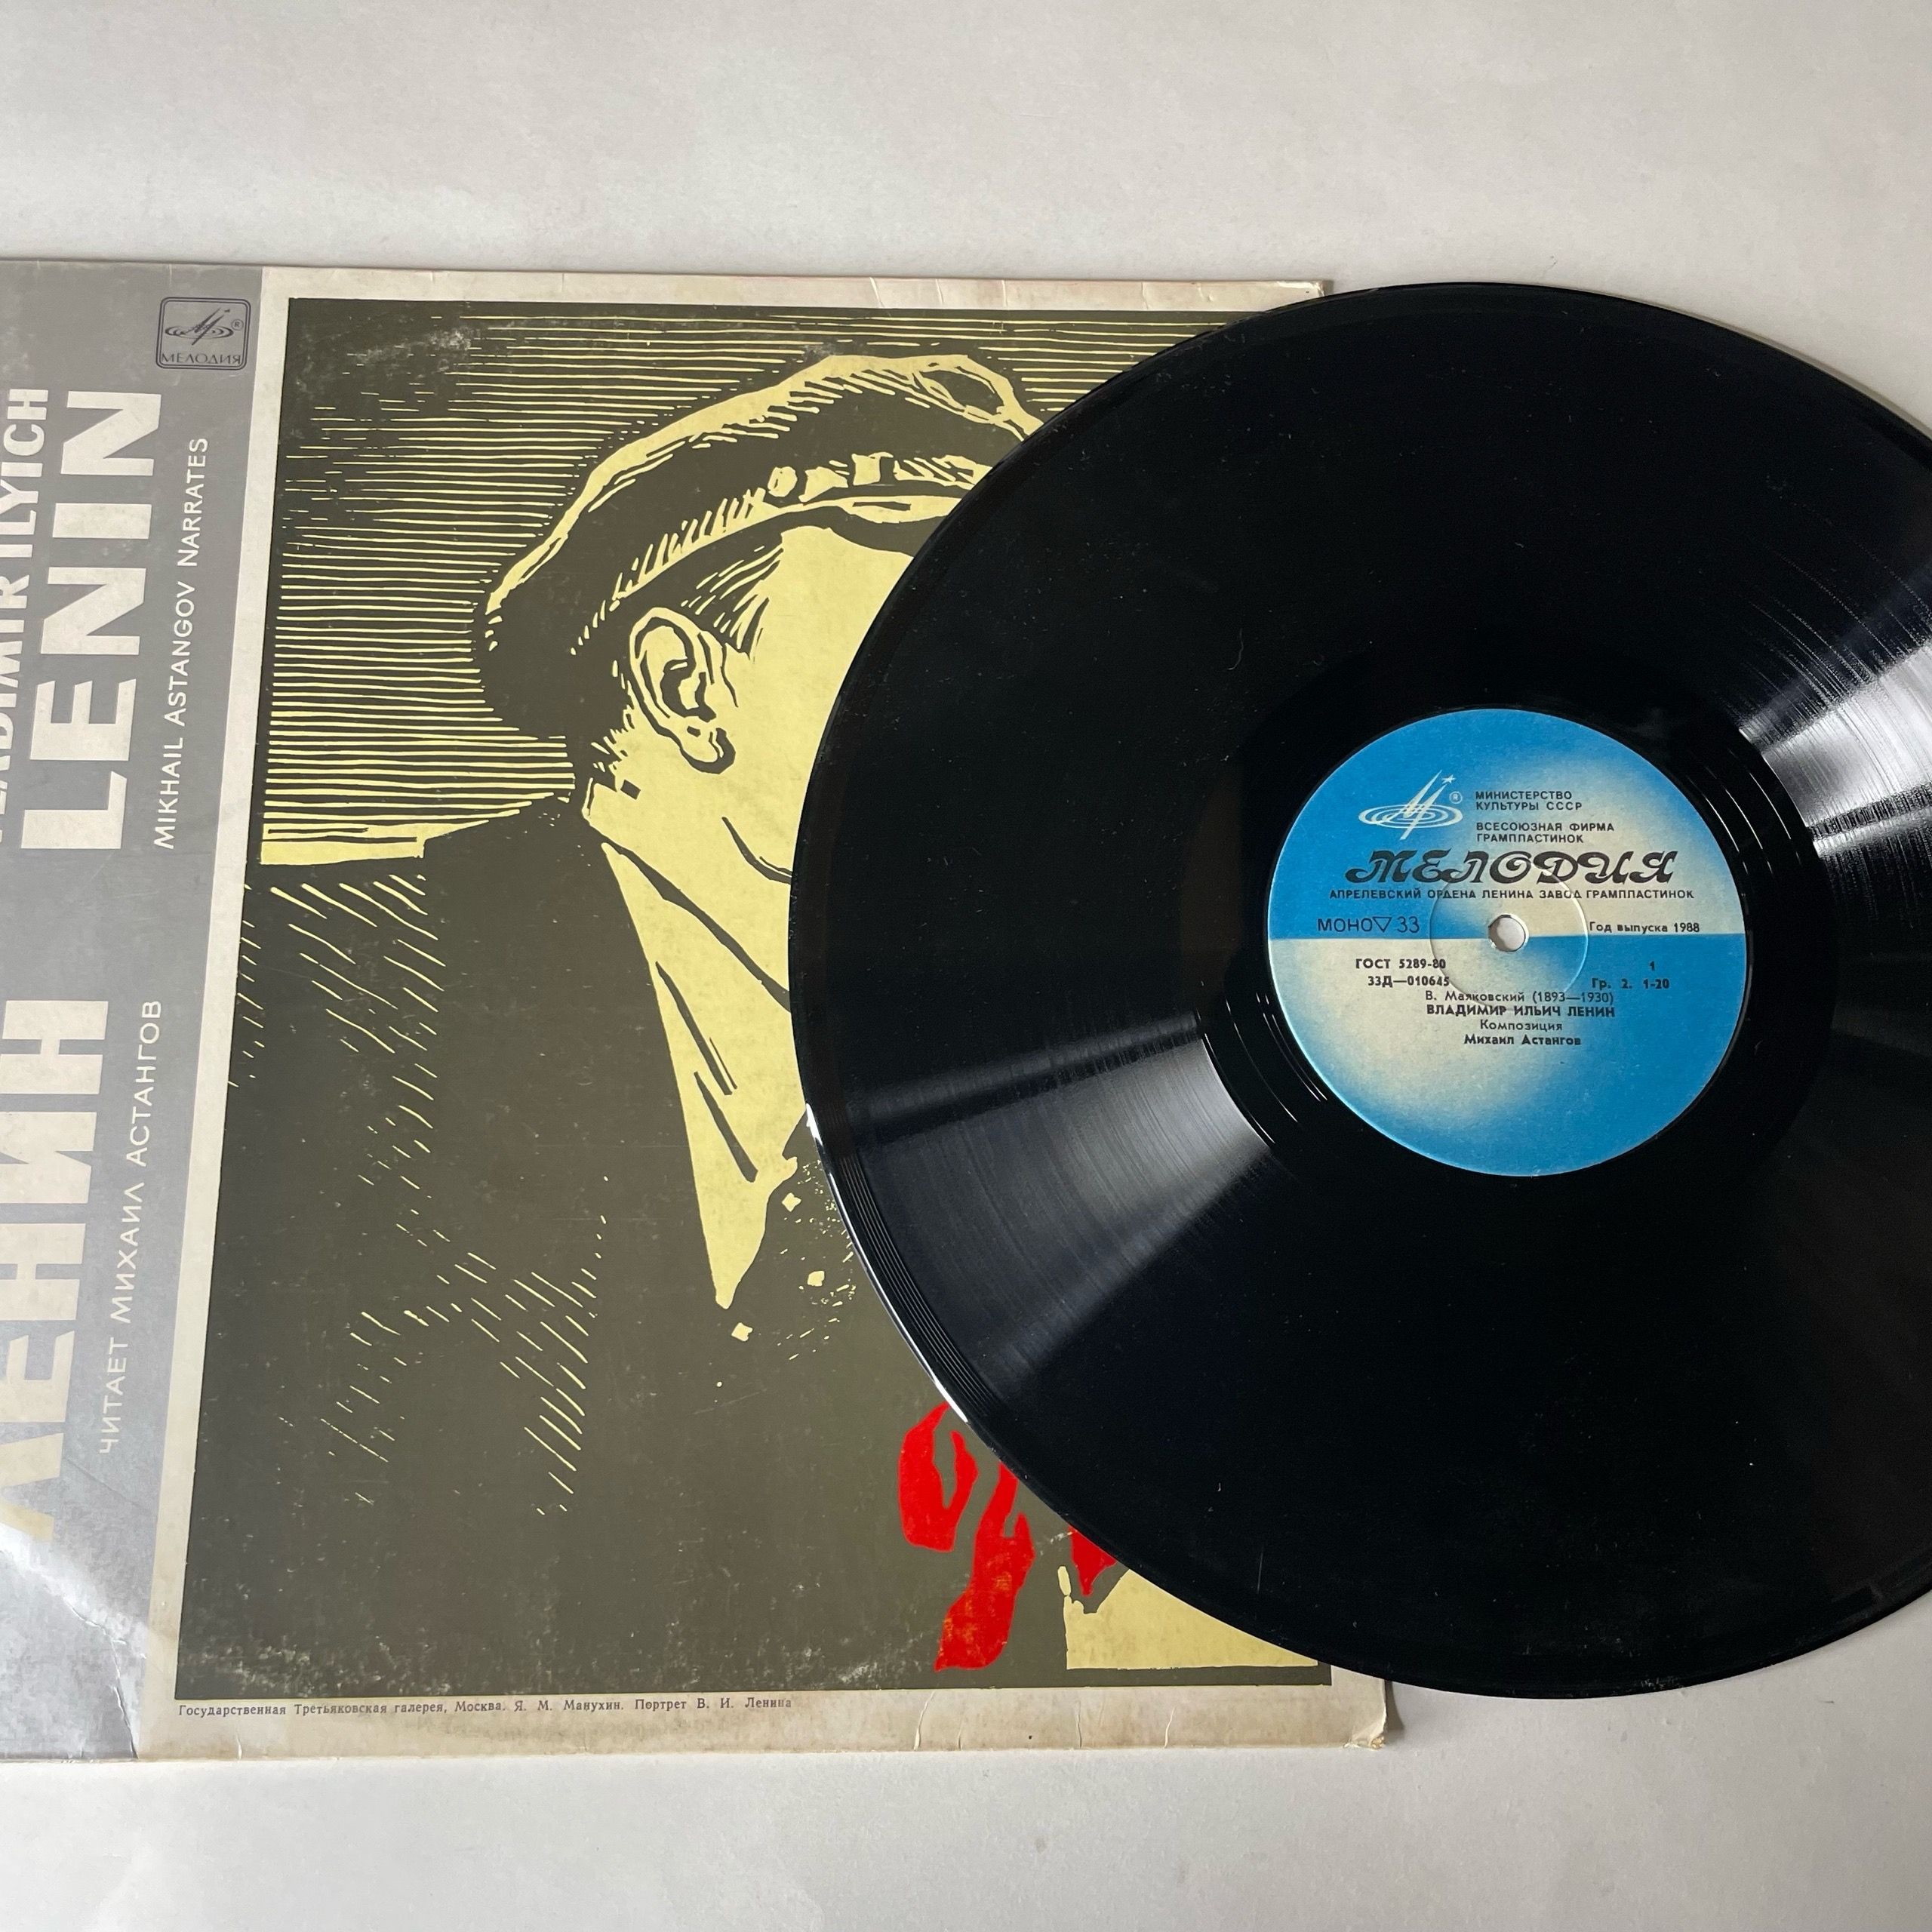 МЕЛОДИЯ
ILYICH
LENIN
MIKHAIL ASTANGOV NARRATES
ЛЕНИН
ЧИТАЕТ МИХАИЛ АСТАНГОВ
Государственная Третьяковская галерея, Москва. Я. М. Манухин. Портрет В. И. Ленина
МИНИСТЕРСТВО
КУЛЬТУРЫ СССР
ВСЕСОЮЗНАЯ ФИРМА
ГРАМПЛАСТИНОК
МЕЛОДИЯ
АПРЕЛЕВСКИЙ ОРДЕНА ЛЕНИНА ЗАВОД ГРАМПЛАСТИНОК
МОНО▽33 Год выпуска 1988
ГОСТ 5289-80 1
33Д—010645 Гр. 2. 1-20
В. Маяковский (1893—1930)
ВЛАДИМИР ИЛЬИЧ ЛЕНИН
Композиция
Михаил Астангов